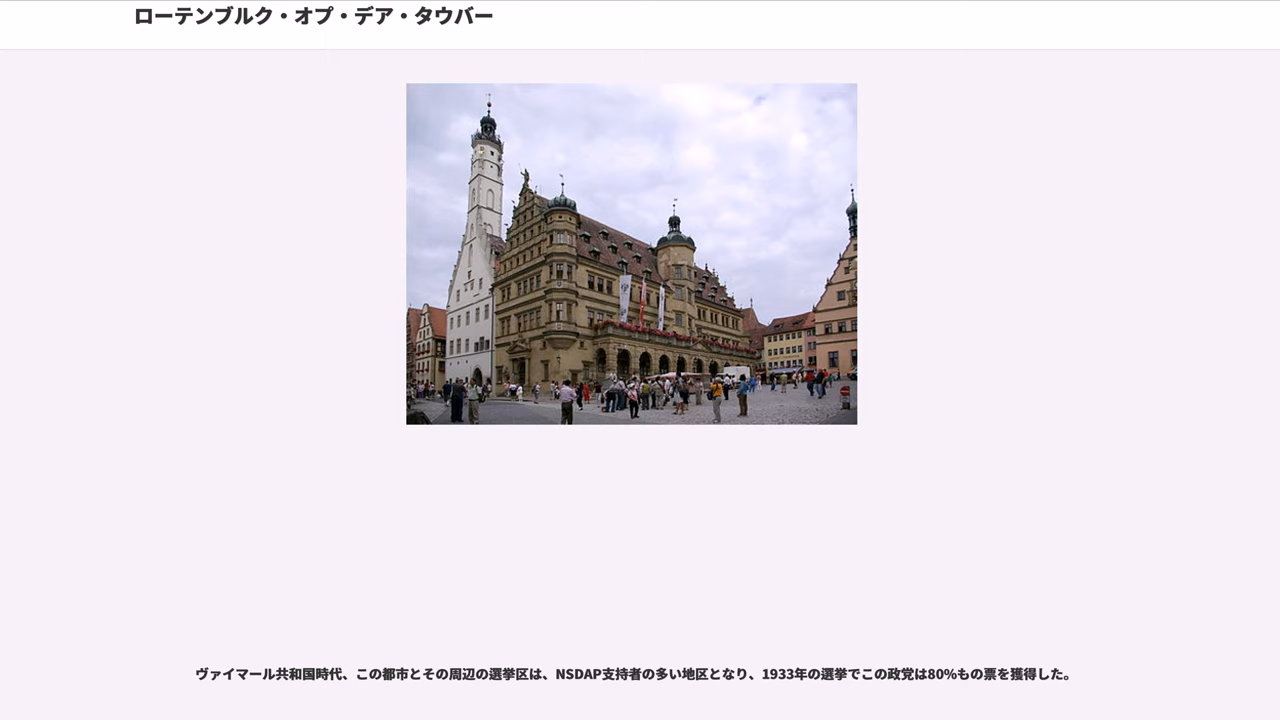 ローテンブルク・オプ・デア・タウバー
ヴァイマール共和国時代、この都市とその周辺の選挙区は、NSDAP支持者の多い地区となり、1933年の選挙でこの政党は80%もの票を獲得した。